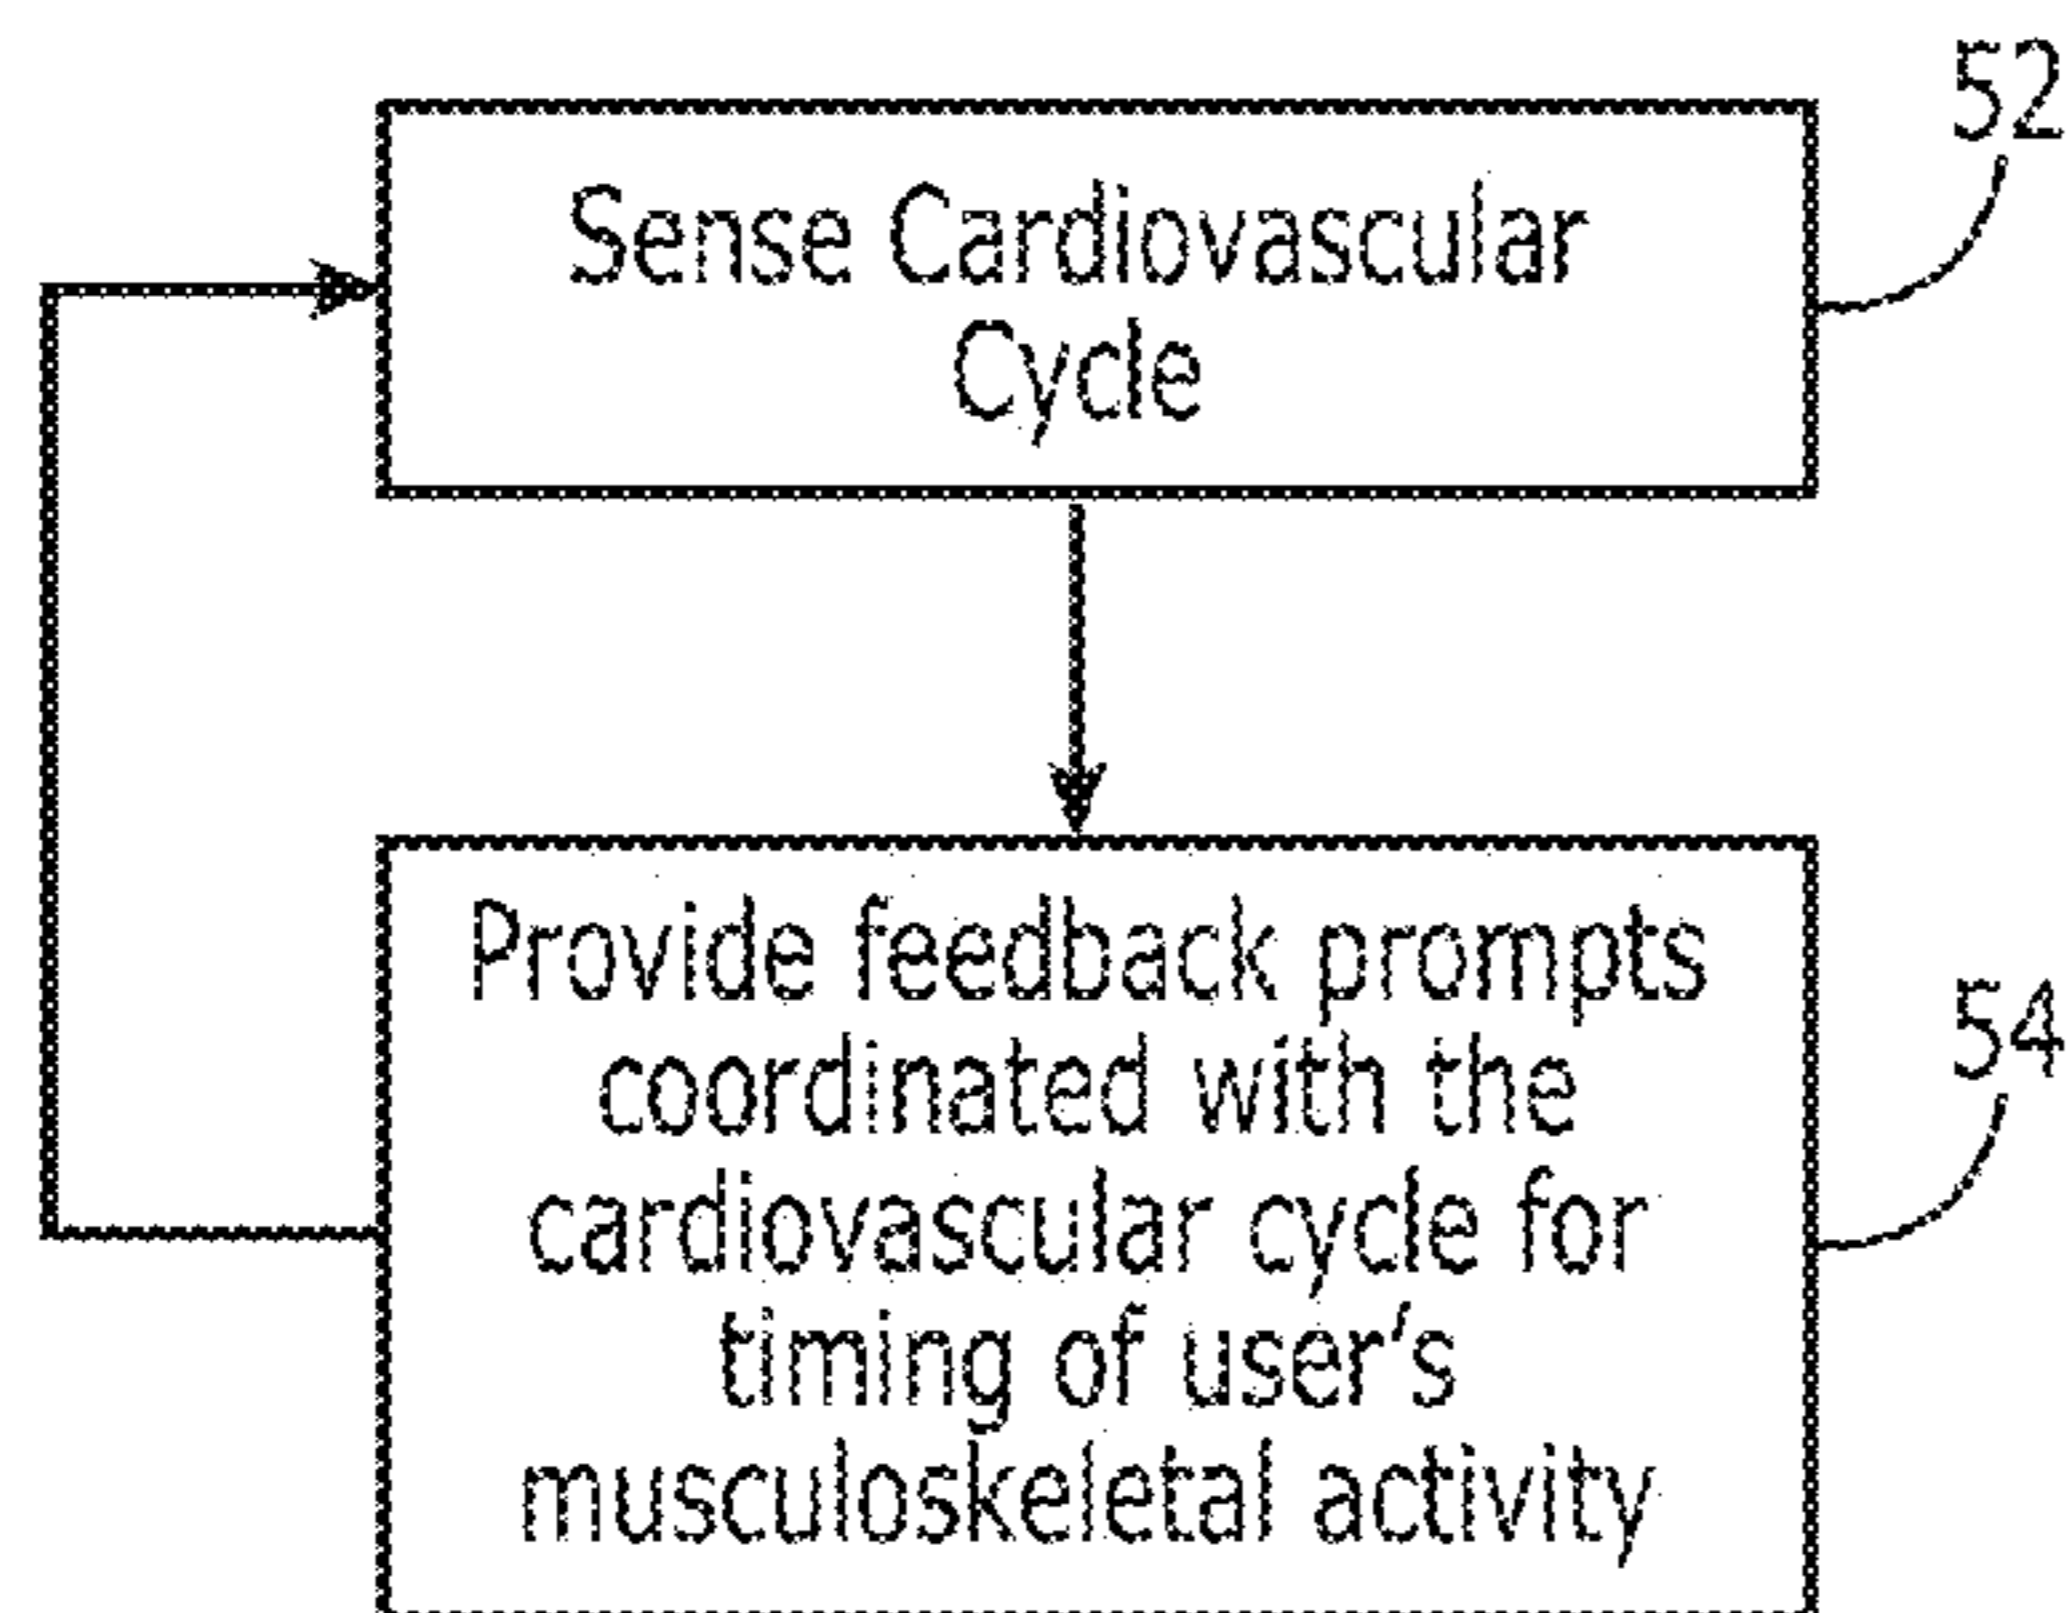 52
Sense Cardiovascular
Cycle
Provide feedback prompts
coordinated with the
cardiovascular cycle for
timing of user's
musculoskeletal activity
54